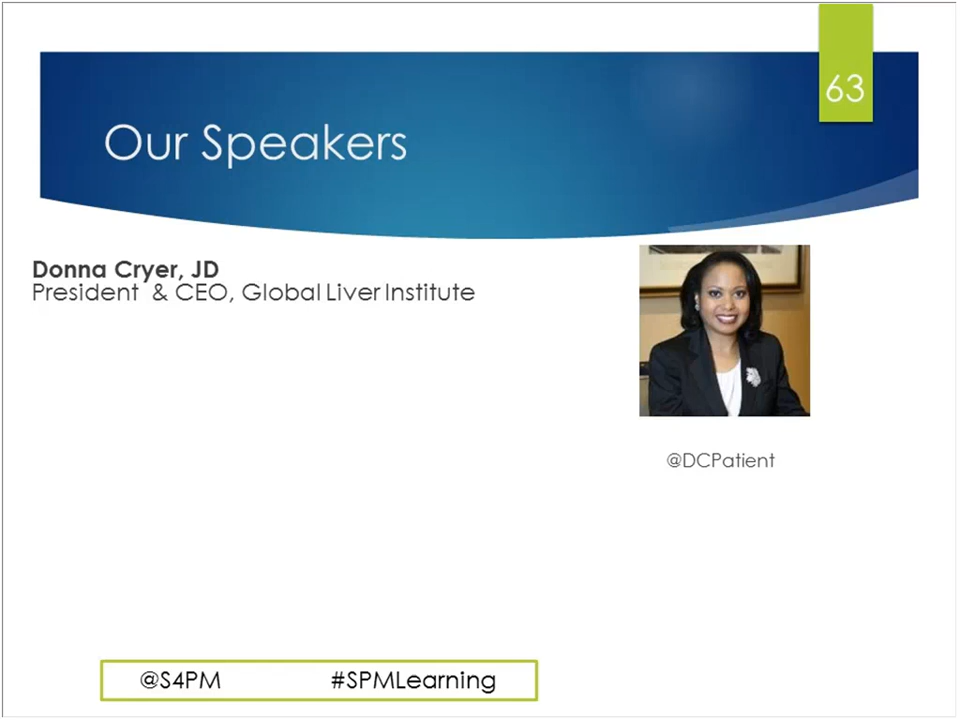 63
Our Speakers
Donna Cryer, JD
President & CEO, Global Liver Institute
@DCPatient
@S4PM #SPMLearning